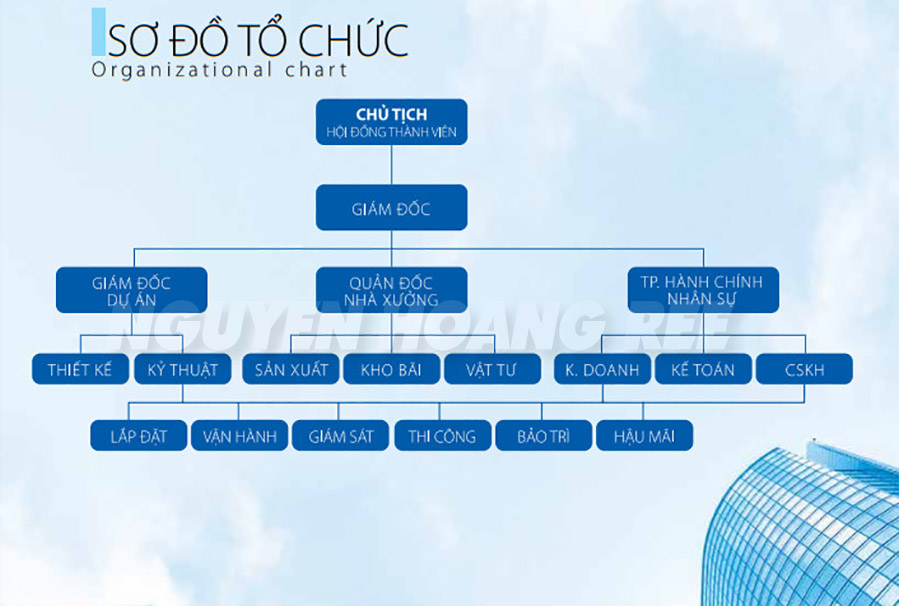 SƠ ĐỒ TỔ CHỨC
Organizational chart
CHỦ TỊCH
HỘI ĐỒNG THÀNH VIÊN
GIÁM ĐỐC
GIÁM ĐỐC
DỰ ÁN
QUẢN ĐỐC
NHÀ XƯỞNG
TP. HÀNH CHÍNH
NHÂN SỰ
NGUYEN HOANG REE
THIẾT KẾ
KỸ THUẬT
SẢN XUẤT
KHO BÃI
VẬT TƯ
K. DOANH
KẾ TOÁN
CSKH
LẮP ĐẶT
VẬN HÀNH
GIÁM SÁT
THI CÔNG
BẢO TRÌ
HẬU MÃI